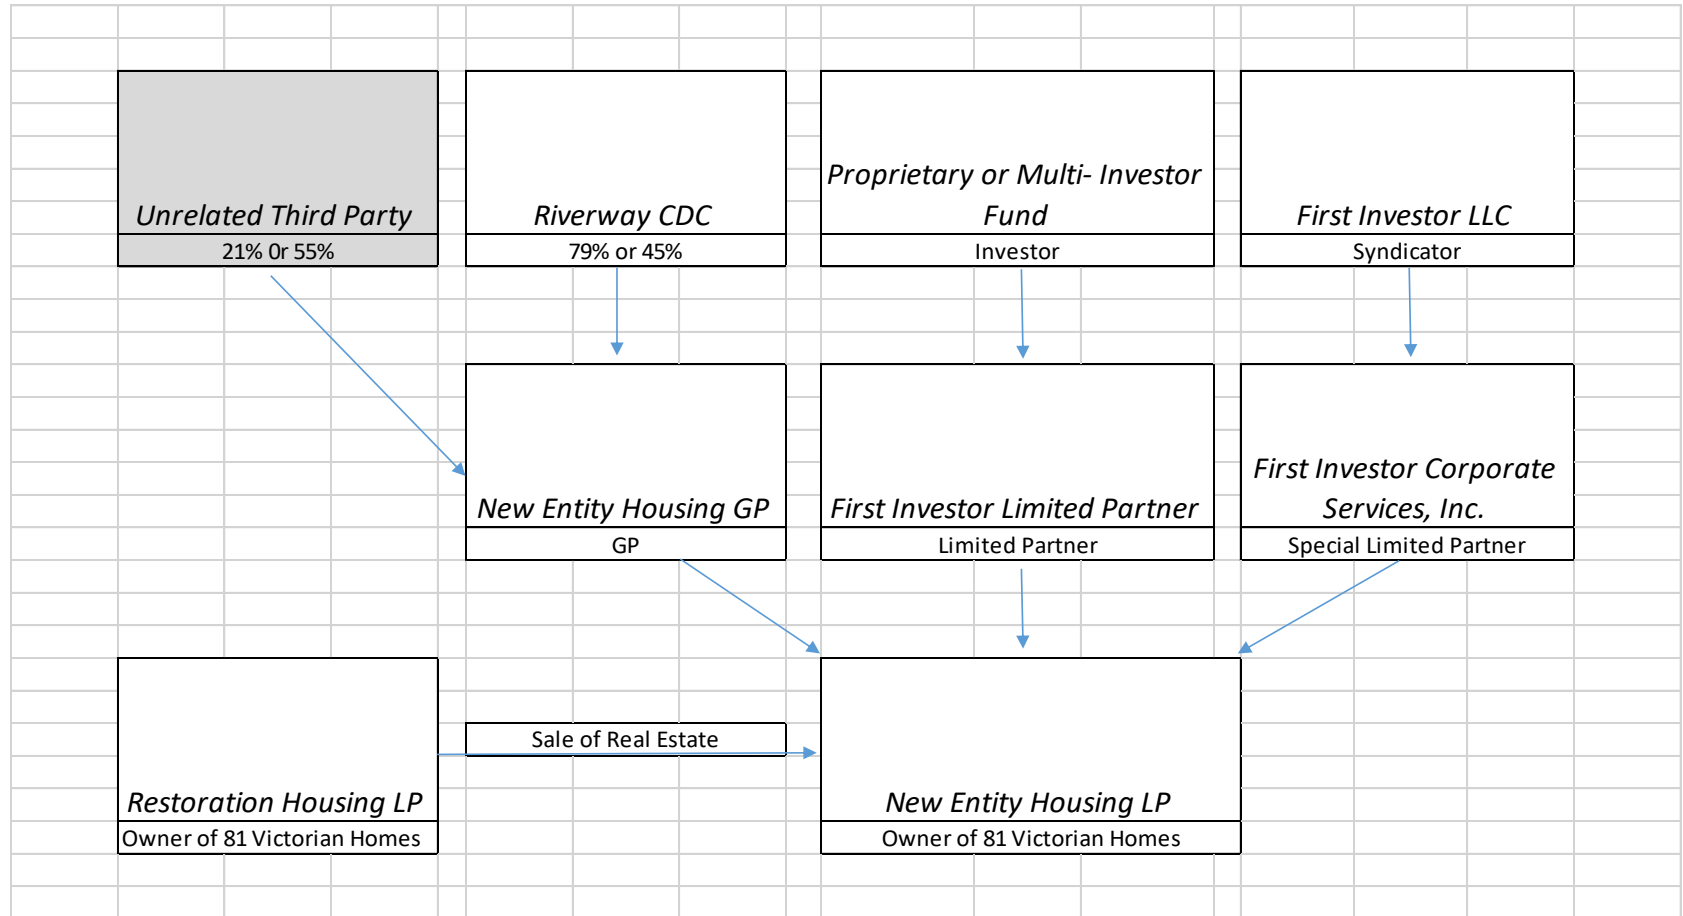 Unrelated Third Party
21% 0r 55%
Riverway CDC
79% or 45%
Proprietary or Multi- Investor
Fund
Investor
First Investor LLC
Syndicator
New Entity Housing GP
GP
First Investor Limited Partner
Limited Partner
First Investor Corporate
Services, Inc.
Special Limited Partner
Restoration Housing LP
Owner of 81 Victorian Homes
Sale of Real Estate
New Entity Housing LP
Owner of 81 Victorian Homes